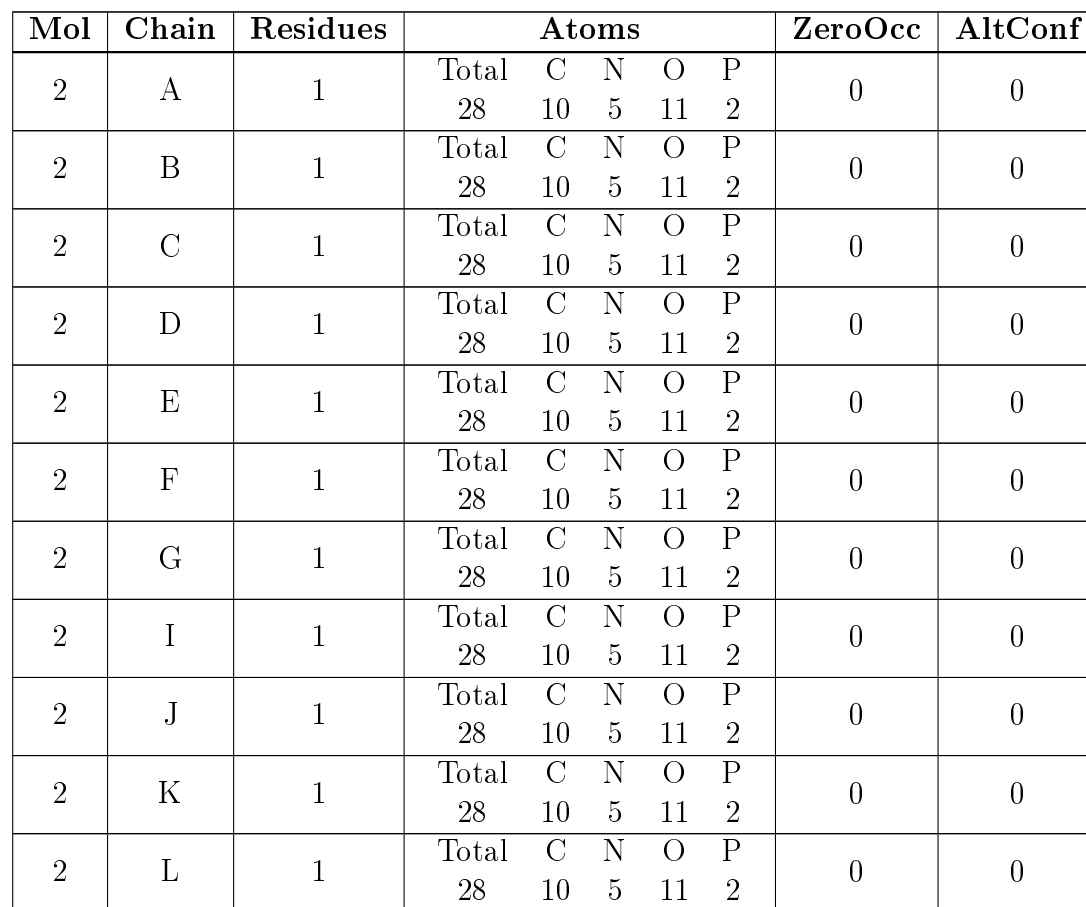 Mol Chain Residues Atoms ZeroOcc AltConf
2 A 1 Total C N O P 0 0
28 10 5 11 2
2 B 1 Total C N O P 0 0
28 10 5 11 2
2 C 1 Total C N O P 0 0
28 10 5 11 2
2 D 1 Total C N O P 0 0
28 10 5 11 2
2 E 1 Total C N O P 0 0
28 10 5 11 2
2 F 1 Total C N O P 0 0
28 10 5 11 2
2 G 1 Total C N O P 0 0
28 10 5 11 2
2 I 1 Total C N O P 0 0
28 10 5 11 2
2 J 1 Total C N O P 0 0
28 10 5 11 2
2 K 1 Total C N O P 0 0
28 10 5 11 2
2 L 1 Total C N O P 0 0
28 10 5 11 2